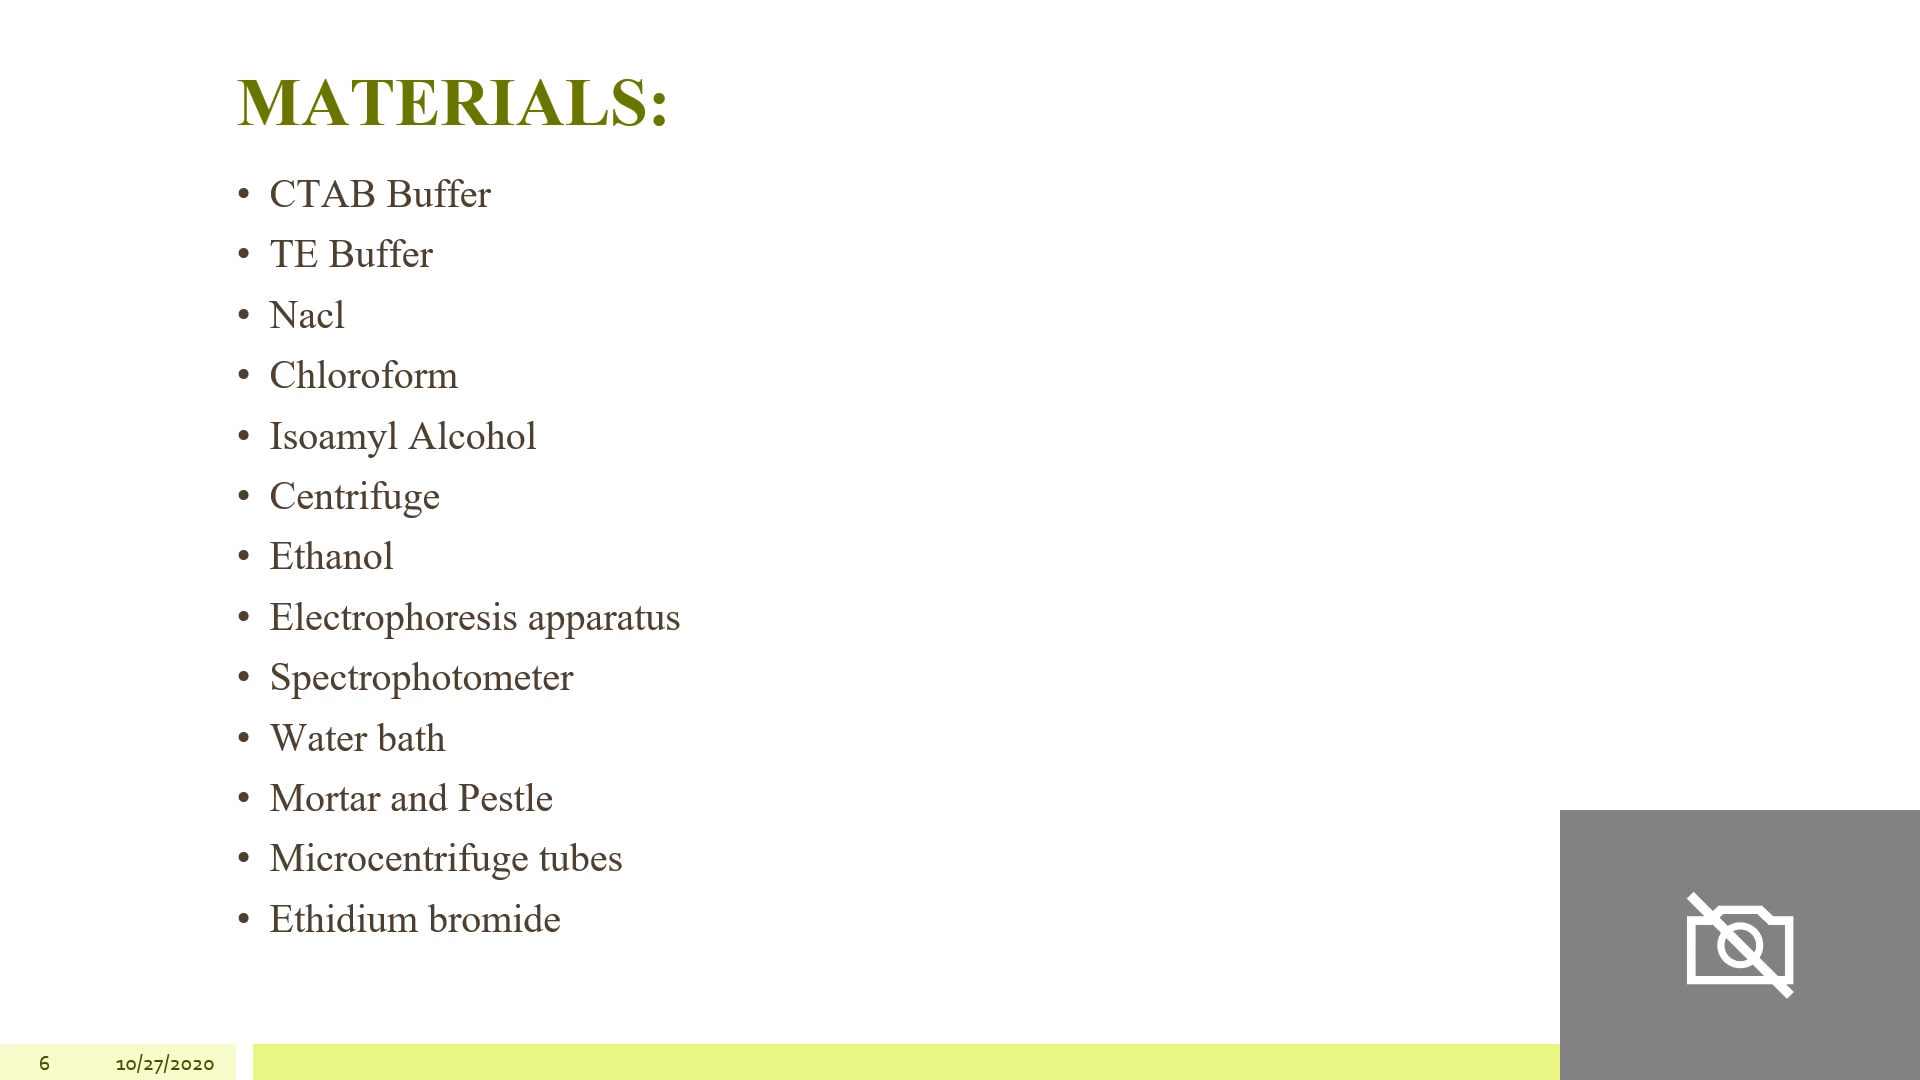 MATERIALS:
• CTAB Buffer
• TE Buffer
• Nacl
• Chloroform
• Isoamyl Alcohol
• Centrifuge
• Ethanol
• Electrophoresis apparatus
• Spectrophotometer
• Water bath
• Mortar and Pestle
• Microcentrifuge tubes
• Ethidium bromide
6 10/27/2020